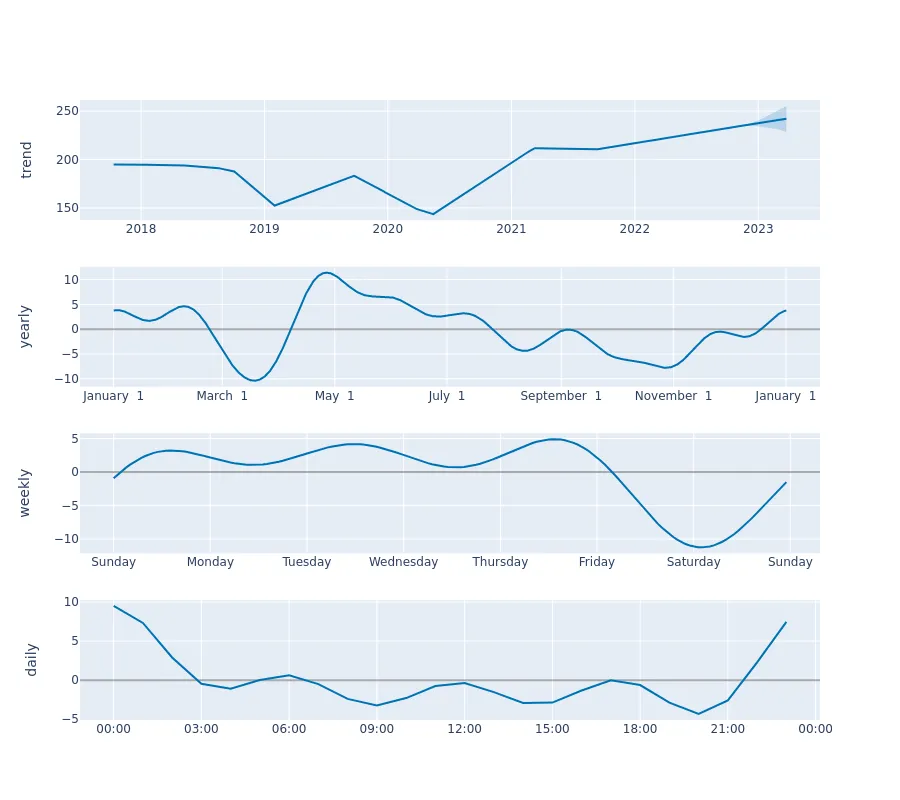 trend
250
200
150
2018 2019 2020 2021 2022 2023
yearly
10
5
0
−5
−10
January 1 March 1 May 1 July 1 September 1 November 1 January 1
weekly
5
0
−5
−10
Sunday Monday Tuesday Wednesday Thursday Friday Saturday Sunday
daily
10
5
0
−5
00:00 03:00 06:00 09:00 12:00 15:00 18:00 21:00 00:00